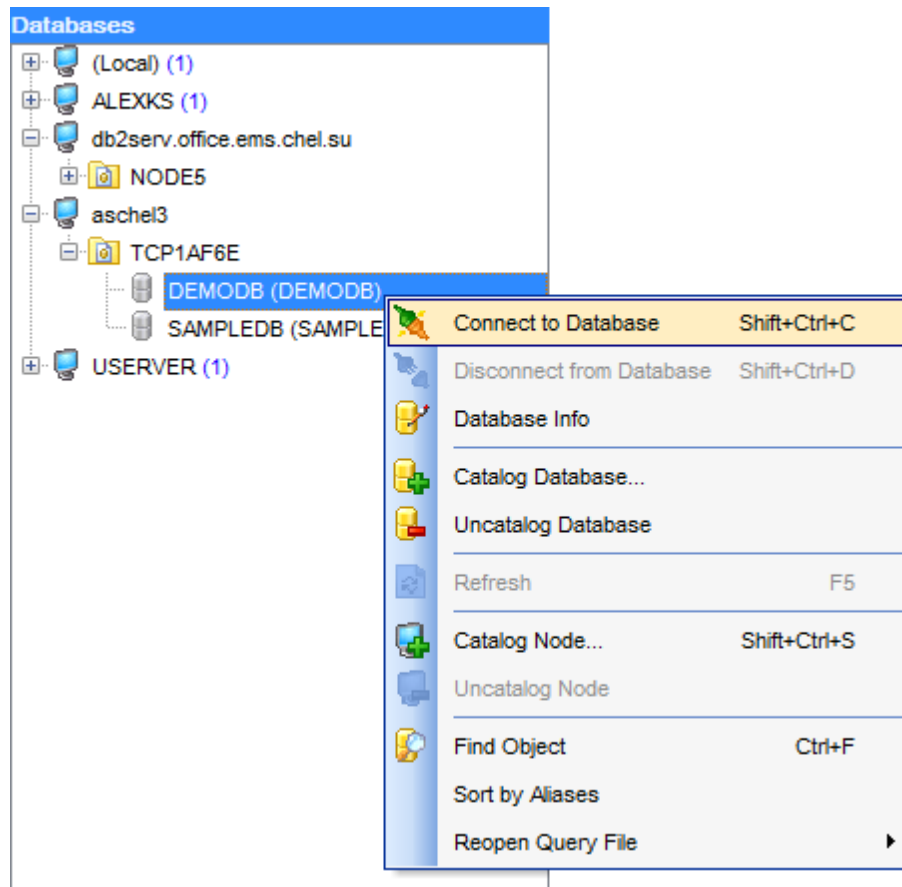 Databases
(Local) (1)
ALEXKS (1)
db2serv.office.ems.chel.su
NODE5
aschel3
TCP1AF6E
DEMODB (DEMODB)
SAMPLEDB (SAMPLE
USERVER (1)
Connect to Database Shift+Ctrl+C
Disconnect from Database Shift+Ctrl+D
Database Info
Catalog Database...
Uncatalog Database
Refresh F5
Catalog Node... Shift+Ctrl+S
Uncatalog Node
Find Object Ctrl+F
Sort by Aliases
Reopen Query File